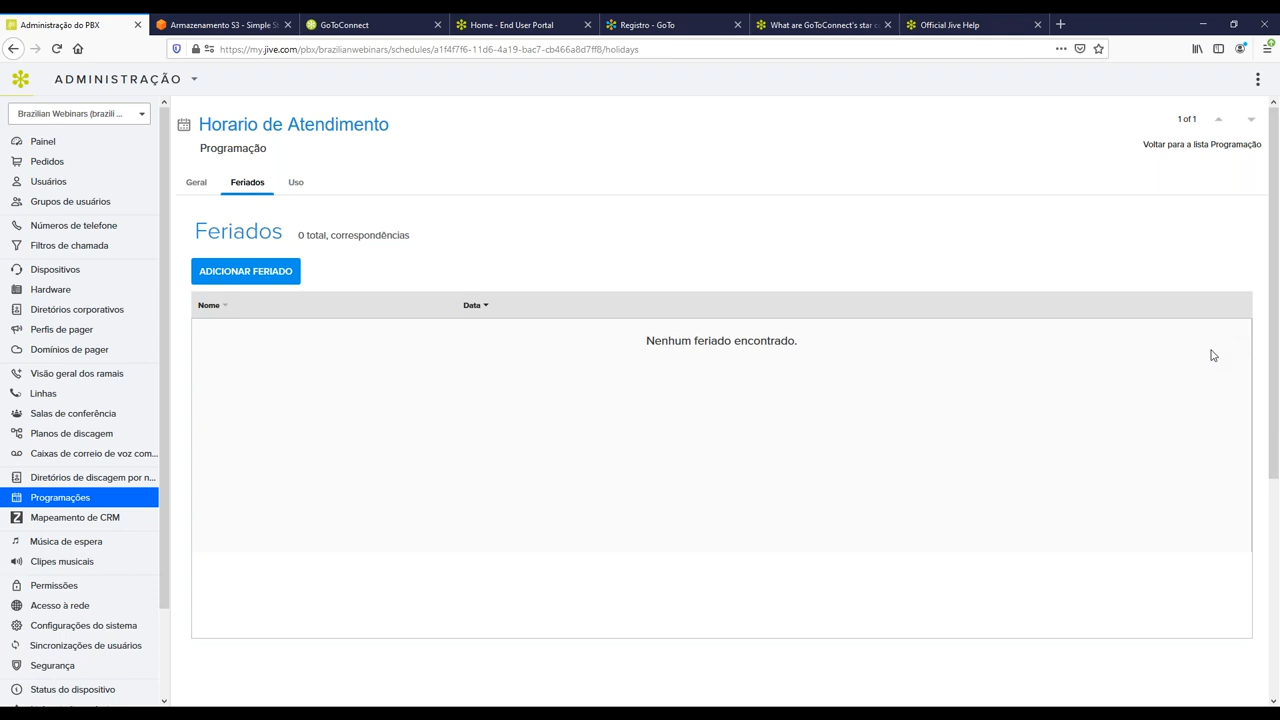 Administração do PBX
Armazenamento S3 - Simple S
GoToConnect
Home - End User Portal
Registro - GoTo
What are GoToConnect's star c
Official Jive Help
https://my.jive.com/pbx/brazilianwebinars/schedules/a1f4f7f6-11d6-4a19-bac7-cb466a8d7ff8/holidays
ADMINISTRAÇÃO
Brazilian Webinars (brazili ...
Painel
Pedidos
Usuários
Grupos de usuários
Números de telefone
Filtros de chamada
Dispositivos
Hardware
Diretórios corporativos
Perfis de pager
Domínios de pager
Visão geral dos ramais
Linhas
Salas de conferência
Planos de discagem
Caixas de correio de voz com...
Diretórios de discagem por n...
Programações
Mapeamento de CRM
Música de espera
Clipes musicais
Permissões
Acesso à rede
Configurações do sistema
Sincronizações de usuários
Segurança
Status do dispositivo
Horario de Atendimento
Programação
1 of 1
Voltar para a lista Programação
Geral Feriados Uso
Feriados 0 total, correspondências
ADICIONAR FERIADO
Nome Data
Nenhum feriado encontrado.